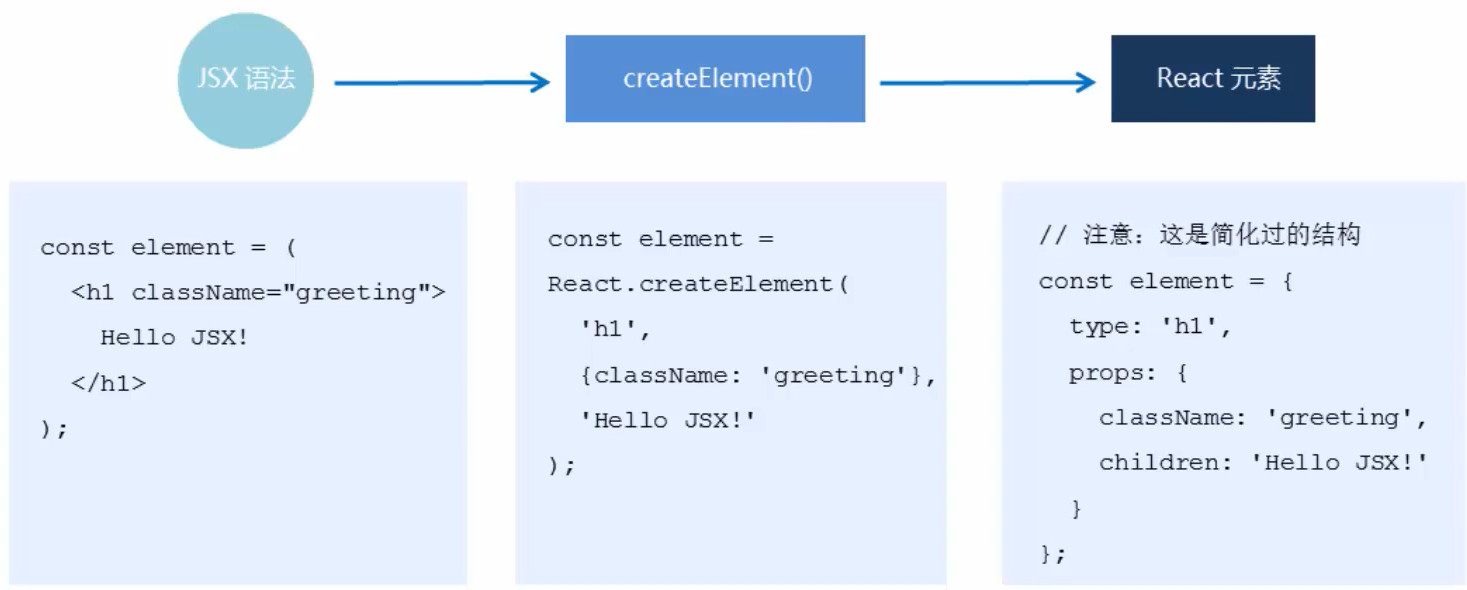 JSX 语法
createElement()
React 元素
const element = (
  <h1 className="greeting">
    Hello JSX!
  </h1>
);
const element =
React.createElement(
  'h1',
  {className: 'greeting'},
  'Hello JSX!'
);
// 注意：这是简化过的结构
const element = {
  type: 'h1',
  props: {
    className: 'greeting',
    children: 'Hello JSX!'
  }
};